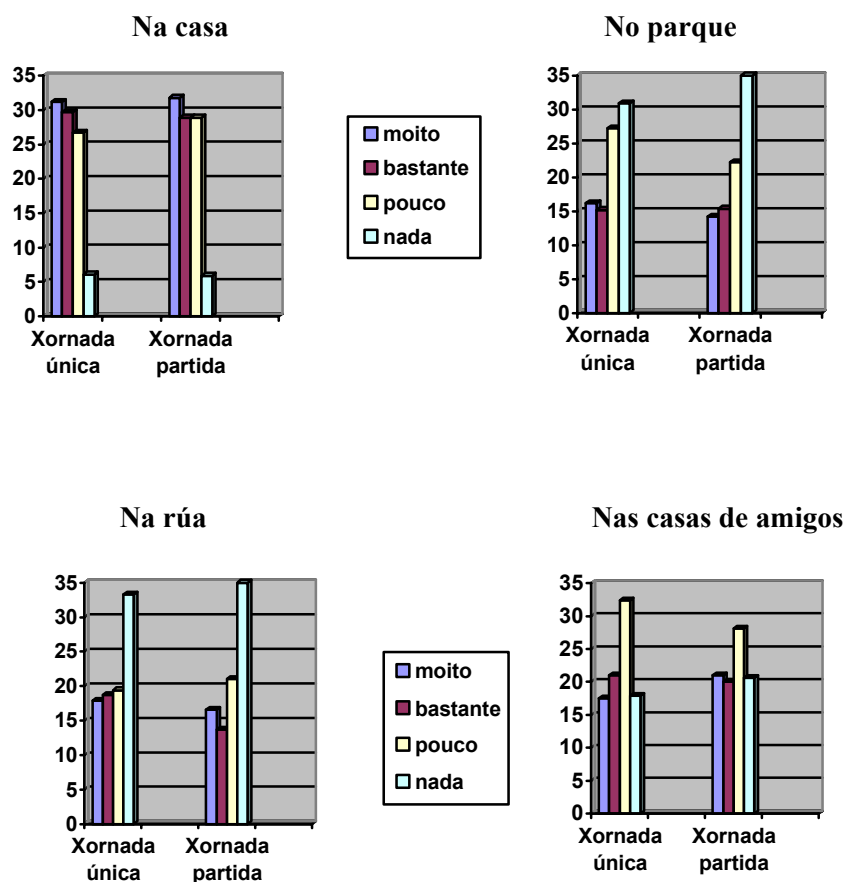 Na casa
35
30
25
20
15
10
5
0
Xornada
única
Xornada
partida
moito
bastante
pouco
nada
No parque
35
30
25
20
15
10
5
0
Xornada
única
Xornada
partida
Na rúa
35
30
25
20
15
10
5
0
Xornada
única
Xornada
partida
moito
bastante
pouco
nada
Nas casas de amigos
35
30
25
20
15
10
5
0
Xornada
única
Xornada
partida